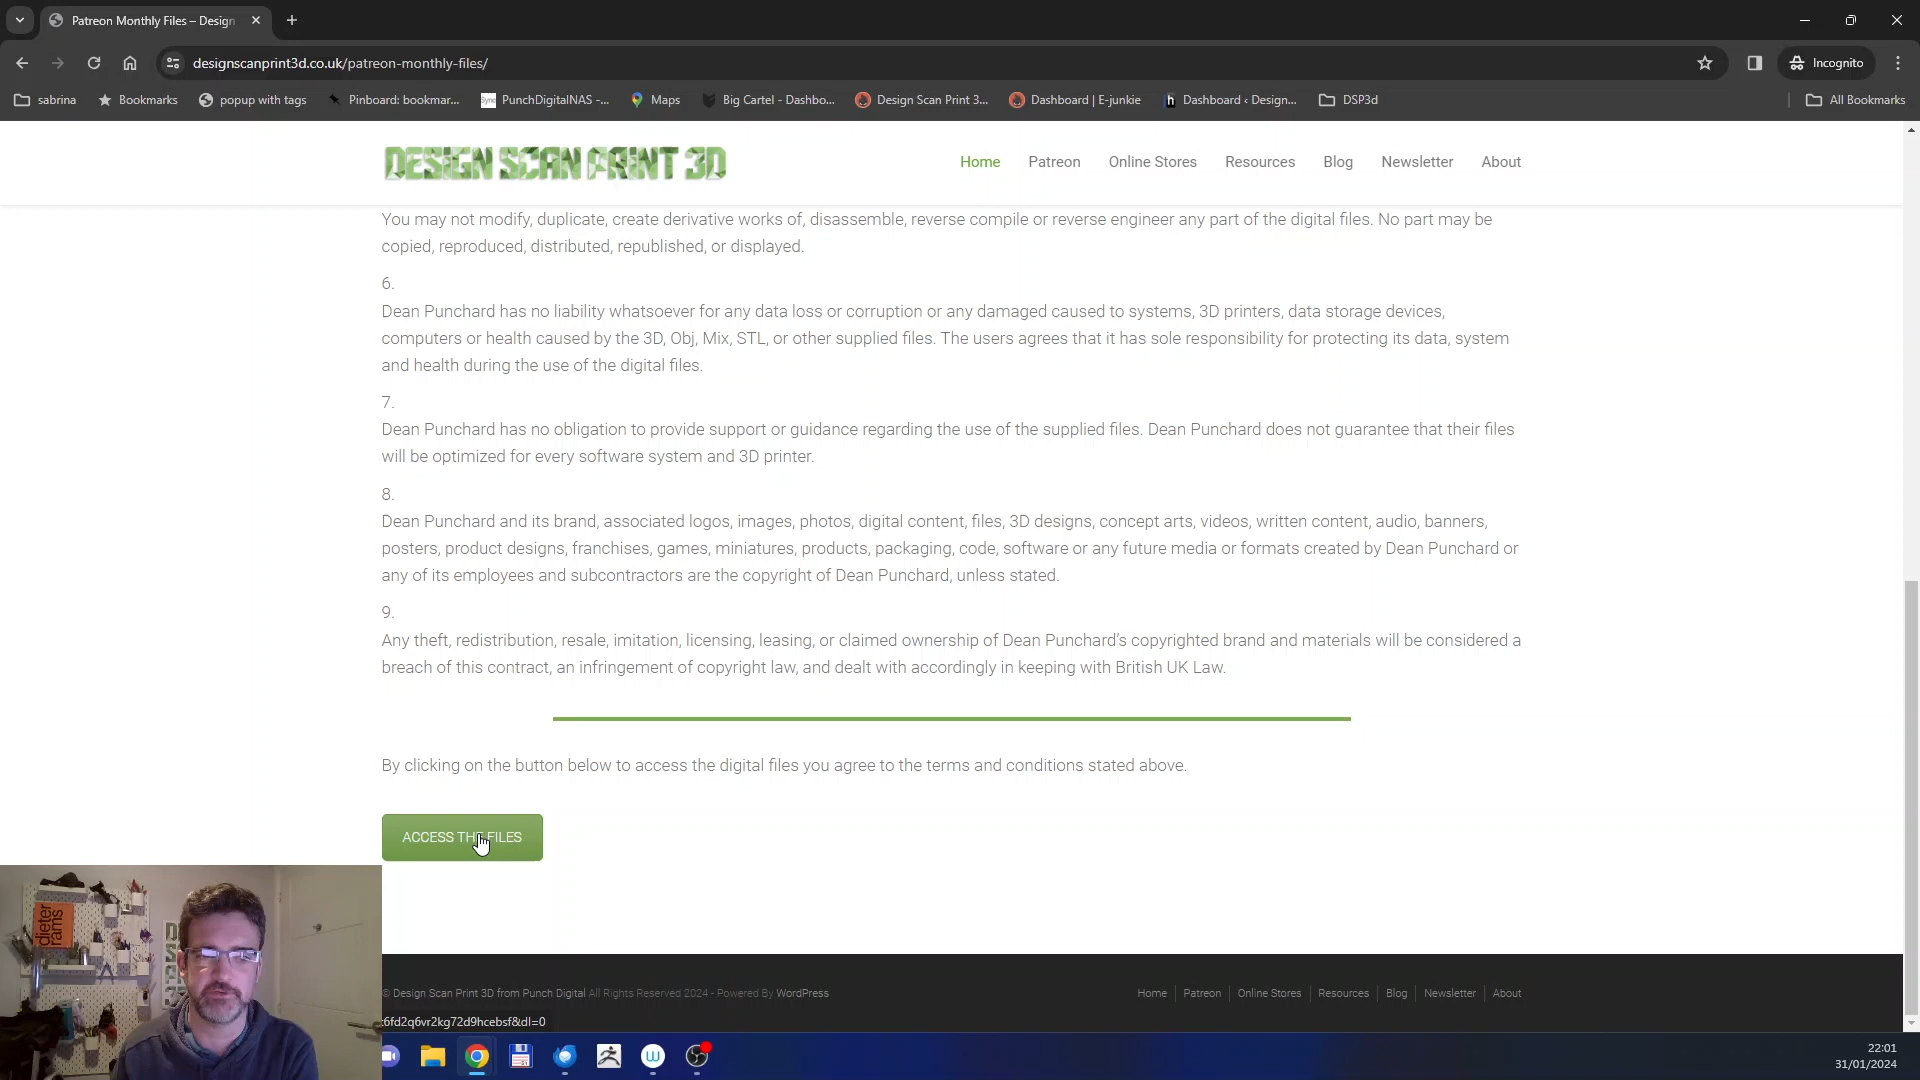 Patreon Monthly Files – Design
designscanprint3d.co.uk/patreon-monthly-files/
Incognito
sabrina
Bookmarks
popup with tags
Pinboard: bookmar...
PunchDigitalNAS -...
Maps
Big Cartel - Dashbo...
Design Scan Print 3...
Dashboard | E-junkie
Dashboard ‹ Design...
DSP3d
All Bookmarks
DESIGN SCAN PRINT 3D
Home
Patreon
Online Stores
Resources
Blog
Newsletter
About
You may not modify, duplicate, create derivative works of, disassemble, reverse compile or reverse engineer any part of the digital files. No part may be
copied, reproduced, distributed, republished, or displayed.
6.
Dean Punchard has no liability whatsoever for any data loss or corruption or any damaged caused to systems, 3D printers, data storage devices,
computers or health caused by the 3D, Obj, Mix, STL, or other supplied files. The users agrees that it has sole responsibility for protecting its data, system
and health during the use of the digital files.
7.
Dean Punchard has no obligation to provide support or guidance regarding the use of the supplied files. Dean Punchard does not guarantee that their files
will be optimized for every software system and 3D printer.
8.
Dean Punchard and its brand, associated logos, images, photos, digital content, files, 3D designs, concept arts, videos, written content, audio, banners,
posters, product designs, franchises, games, miniatures, products, packaging, code, software or any future media or formats created by Dean Punchard or
any of its employees and subcontractors are the copyright of Dean Punchard, unless stated.
9.
Any theft, redistribution, resale, imitation, licensing, leasing, or claimed ownership of Dean Punchard's copyrighted brand and materials will be considered a
breach of this contract, an infringement of copyright law, and dealt with accordingly in keeping with British UK Law.
By clicking on the button below to access the digital files you agree to the terms and conditions stated above.
ACCESS THE FILES
dieter
rams
© Design Scan Print 3D from Punch Digital All Rights Reserved 2024 - Powered By WordPress
Home
Patreon
Online Stores
Resources
Blog
Newsletter
About
:6fd2q6vr2kg72d9hcebsf&dl=0
22:01
31/01/2024